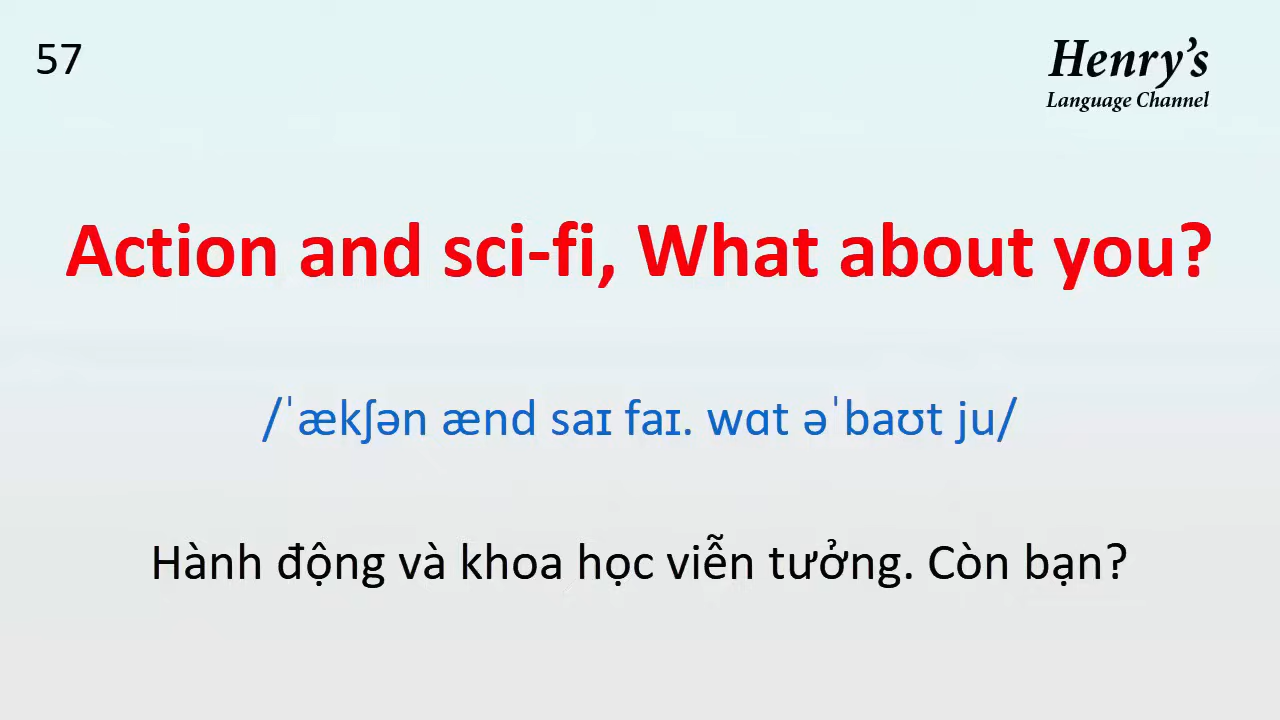 57
Henry's
Language Channel
Action and sci-fi, What about you?
/ˈækʃən ænd saɪ faɪ. wɑt əˈbaʊt ju/
Hành động và khoa học viễn tưởng. Còn bạn?